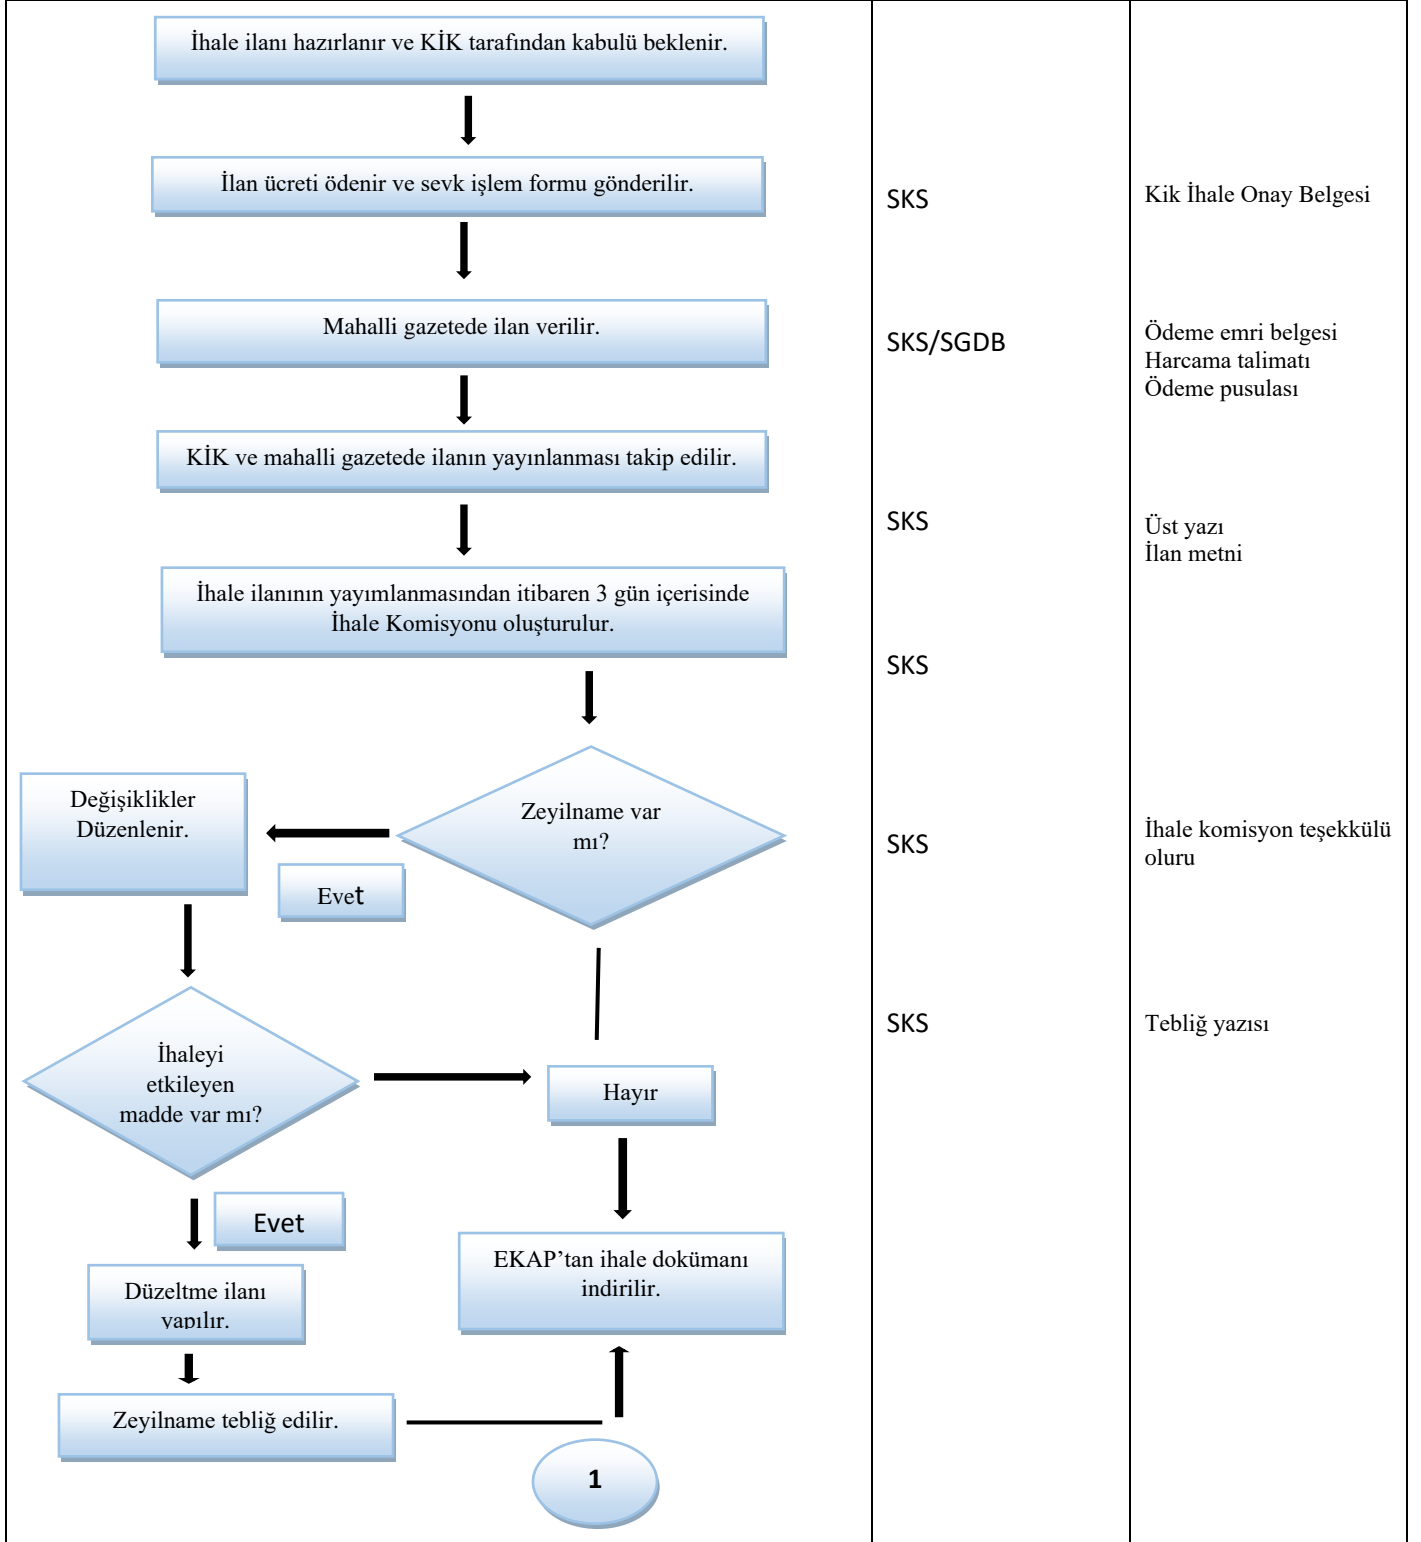 İhale ilanı hazırlanır ve KİK tarafından kabulü beklenir.
İlan ücreti ödenir ve sevk işlem formu gönderilir.
SKS
Kik İhale Onay Belgesi
Mahalli gazetede ilan verilir.
SKS/SGDB
Ödeme emri belgesi
Harcama talimatı
Ödeme pusulası
KİK ve mahalli gazetede ilanın yayınlanması takip edilir.
SKS
Üst yazı
İlan metni
İhale ilanının yayımlanmasından itibaren 3 gün içerisinde
İhale Komisyonu oluşturulur.
SKS
Değişiklikler
Düzenlenir.
Zeyilname var
mı?
Evet
SKS
İhale komisyon teşekkülü
oluru
İhaleyi
etkileyen
madde var mı?
Hayır
SKS
Tebliğ yazısı
Evet
EKAP’tan ihale dokümanı
indirilir.
Düzeltme ilanı
yapılır.
Zeyilname tebliğ edilir.
1